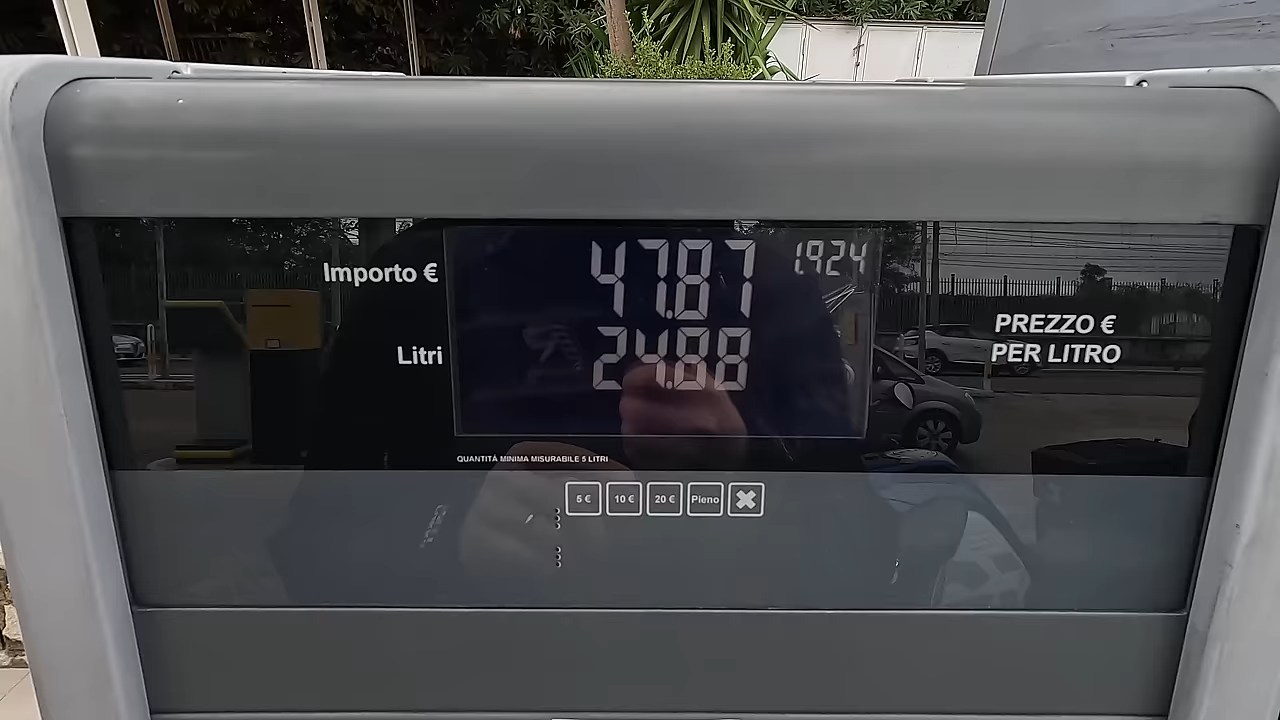 Importo €
47.87
1.924
Litri
24.88
PREZZO €
PER LITRO
QUANTITÀ MINIMA MISURABILE 5 LITRI
5 €
10 €
20 €
Pieno